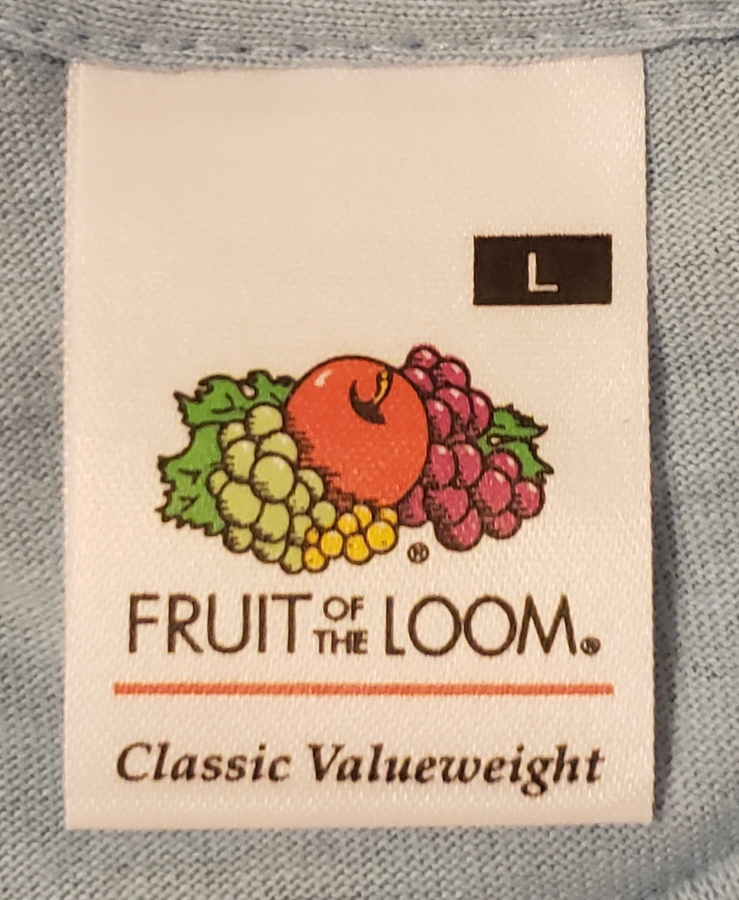 L
®
FRUIT OF THE LOOM®
Classic Valueweight